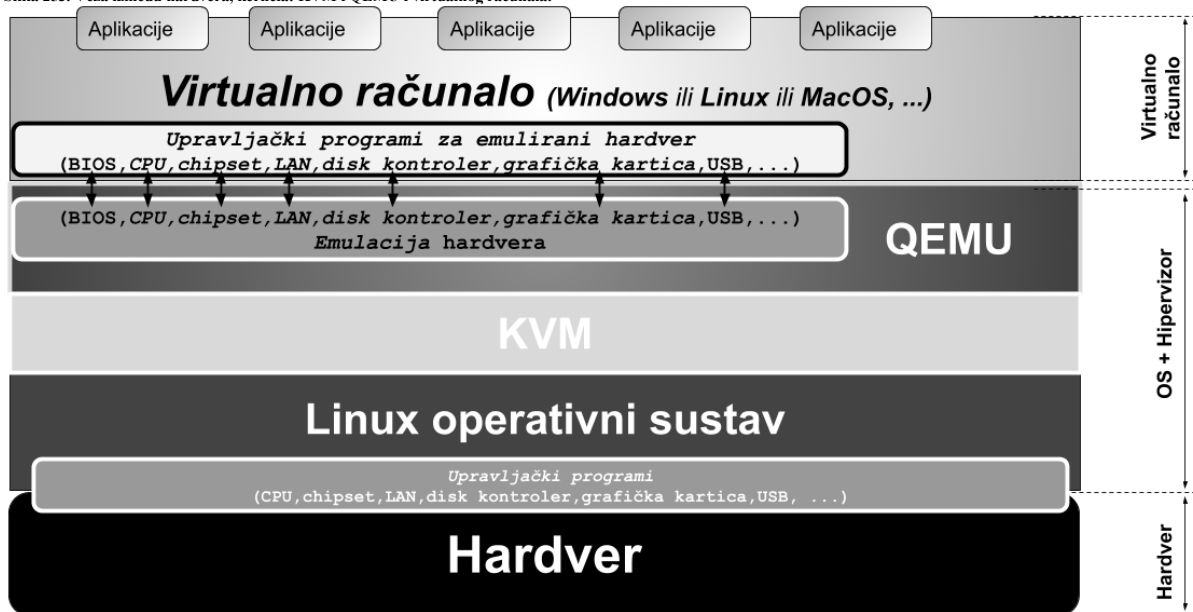 Aplikacije Aplikacije Aplikacije Aplikacije Aplikacije
Virtualno računalo (Windows ili Linux ili MacOS, ...)
Upravljački programi za emulirani hardver
(BIOS,CPU,chipset,LAN,disk kontroler,grafička kartica,USB,...)
(BIOS,CPU,chipset,LAN,disk kontroler,grafička kartica,USB,...)
Emulacija hardvera
QEMU
KVM
Linux operativni sustav
Upravljački programi
(CPU,chipset,LAN,disk kontroler,grafička kartica,USB, ...)
Hardver
Virtualno
računalo
OS + Hipervizor
Hardver